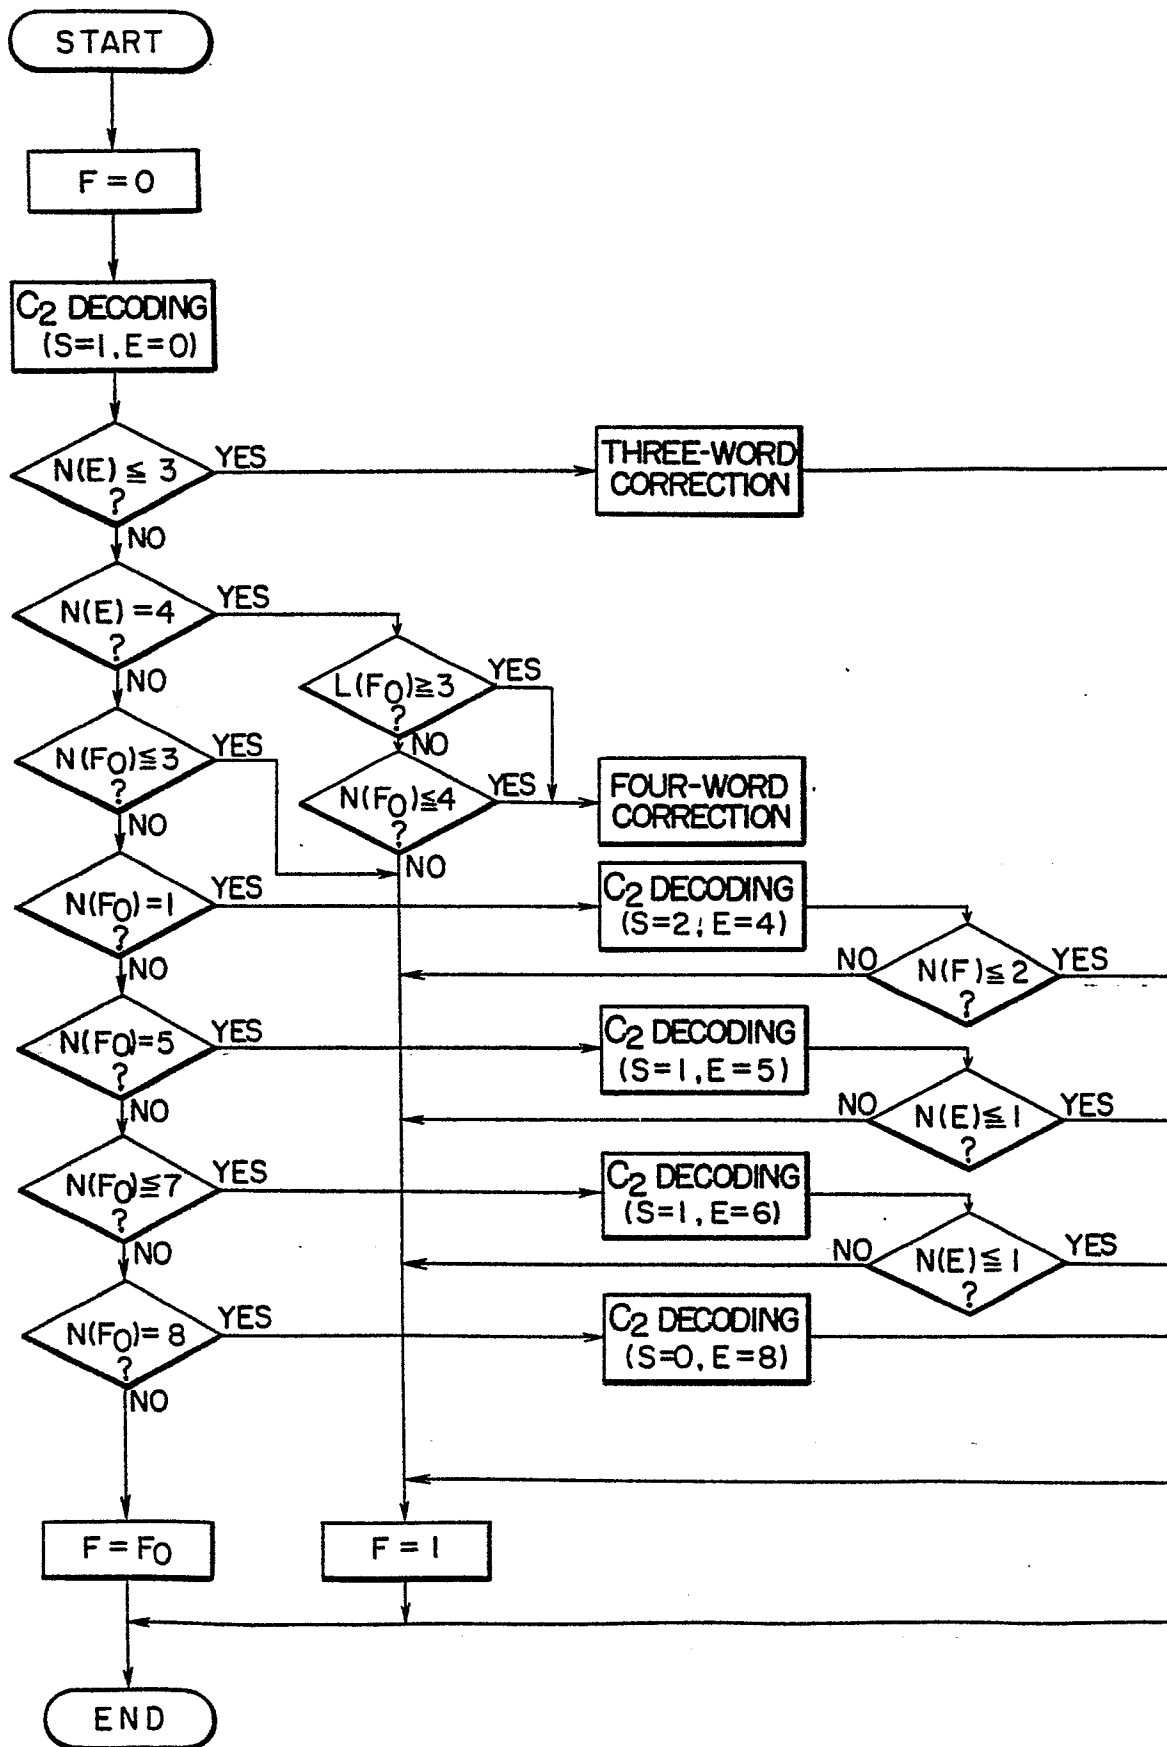 START
F = 0
C2 DECODING
(S=1, E=0)
N(E) ≦ 3
?
YES
NO
THREE-WORD
CORRECTION
N(E) = 4
?
YES
NO
L(F0) ≧ 3
?
YES
NO
N(F0) ≦ 3
?
YES
NO
N(F0) ≦ 4
?
YES
NO
FOUR-WORD
CORRECTION
N(F0) = 1
?
YES
NO
C2 DECODING
(S=2, E=4)
N(F) ≦ 2
?
NO
YES
N(F0) = 5
?
YES
NO
C2 DECODING
(S=1, E=5)
N(E) ≦ 1
?
NO
YES
N(F0) ≦ 7
?
YES
NO
C2 DECODING
(S=1, E=6)
N(E) ≦ 1
?
NO
YES
N(F0) = 8
?
YES
NO
C2 DECODING
(S=0, E=8)
F = F0
F = 1
END